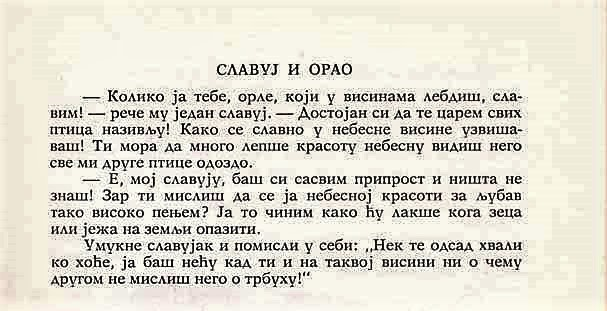 СЛАВУЈ И ОРАО
— Колико ја тебе, орле, који у висинама лебдиш, сла-
вим! — рече му један славуј. — Достојан си да те царем свих
птица називљу! Како се славно у небесне висине узвиша-
ваш! Ти мора да много лепше красоту небесну видиш него
све ми друге птице одоздо.
— Е, мој славују, баш си сасвим припрост и ништа не
знаш! Зар ти мислиш да се ја небесној красоти за љубав
тако високо пењем? Ја то чиним како ћу лакше кога зеца
или јежа на земљи опазити.
Умукне славујак и помисли у себи: „Нек те одсад хвали
ко хоће, ја баш нећу кад ти и на таквој висини ни о чему
другом не мислиш него о трбуху!“